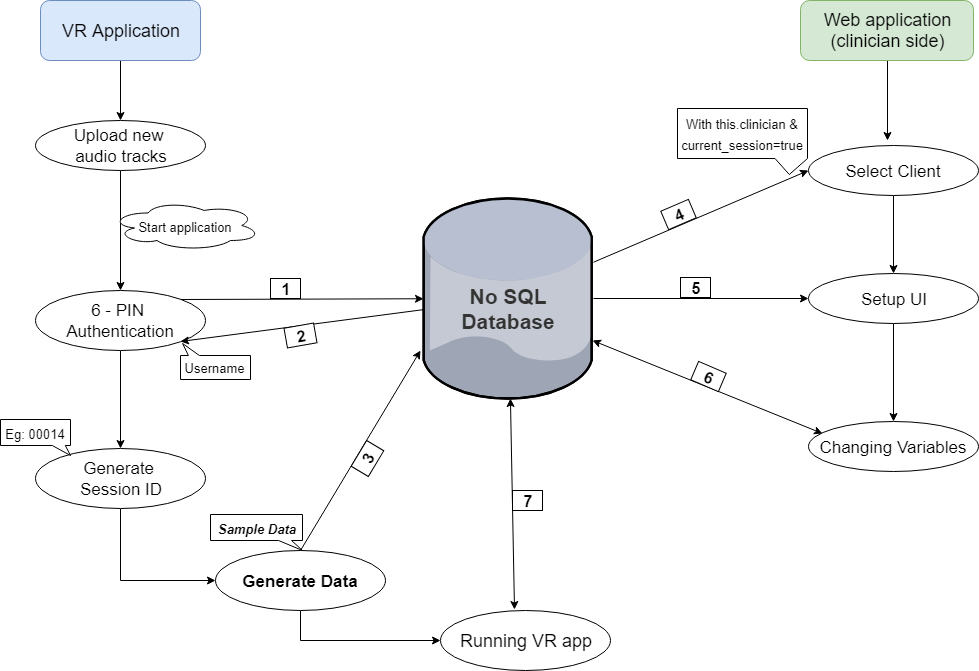 VR Application
Web application
(clinician side)
Upload new
audio tracks
With this.clinician &
current_session=true
Select Client
Start application
4
1
5
No SQL
Database
Setup UI
6 - PIN
Authentication
2
Username
6
Eg: 00014
3
Changing Variables
Generate
Session ID
7
Sample Data
Generate Data
Running VR app